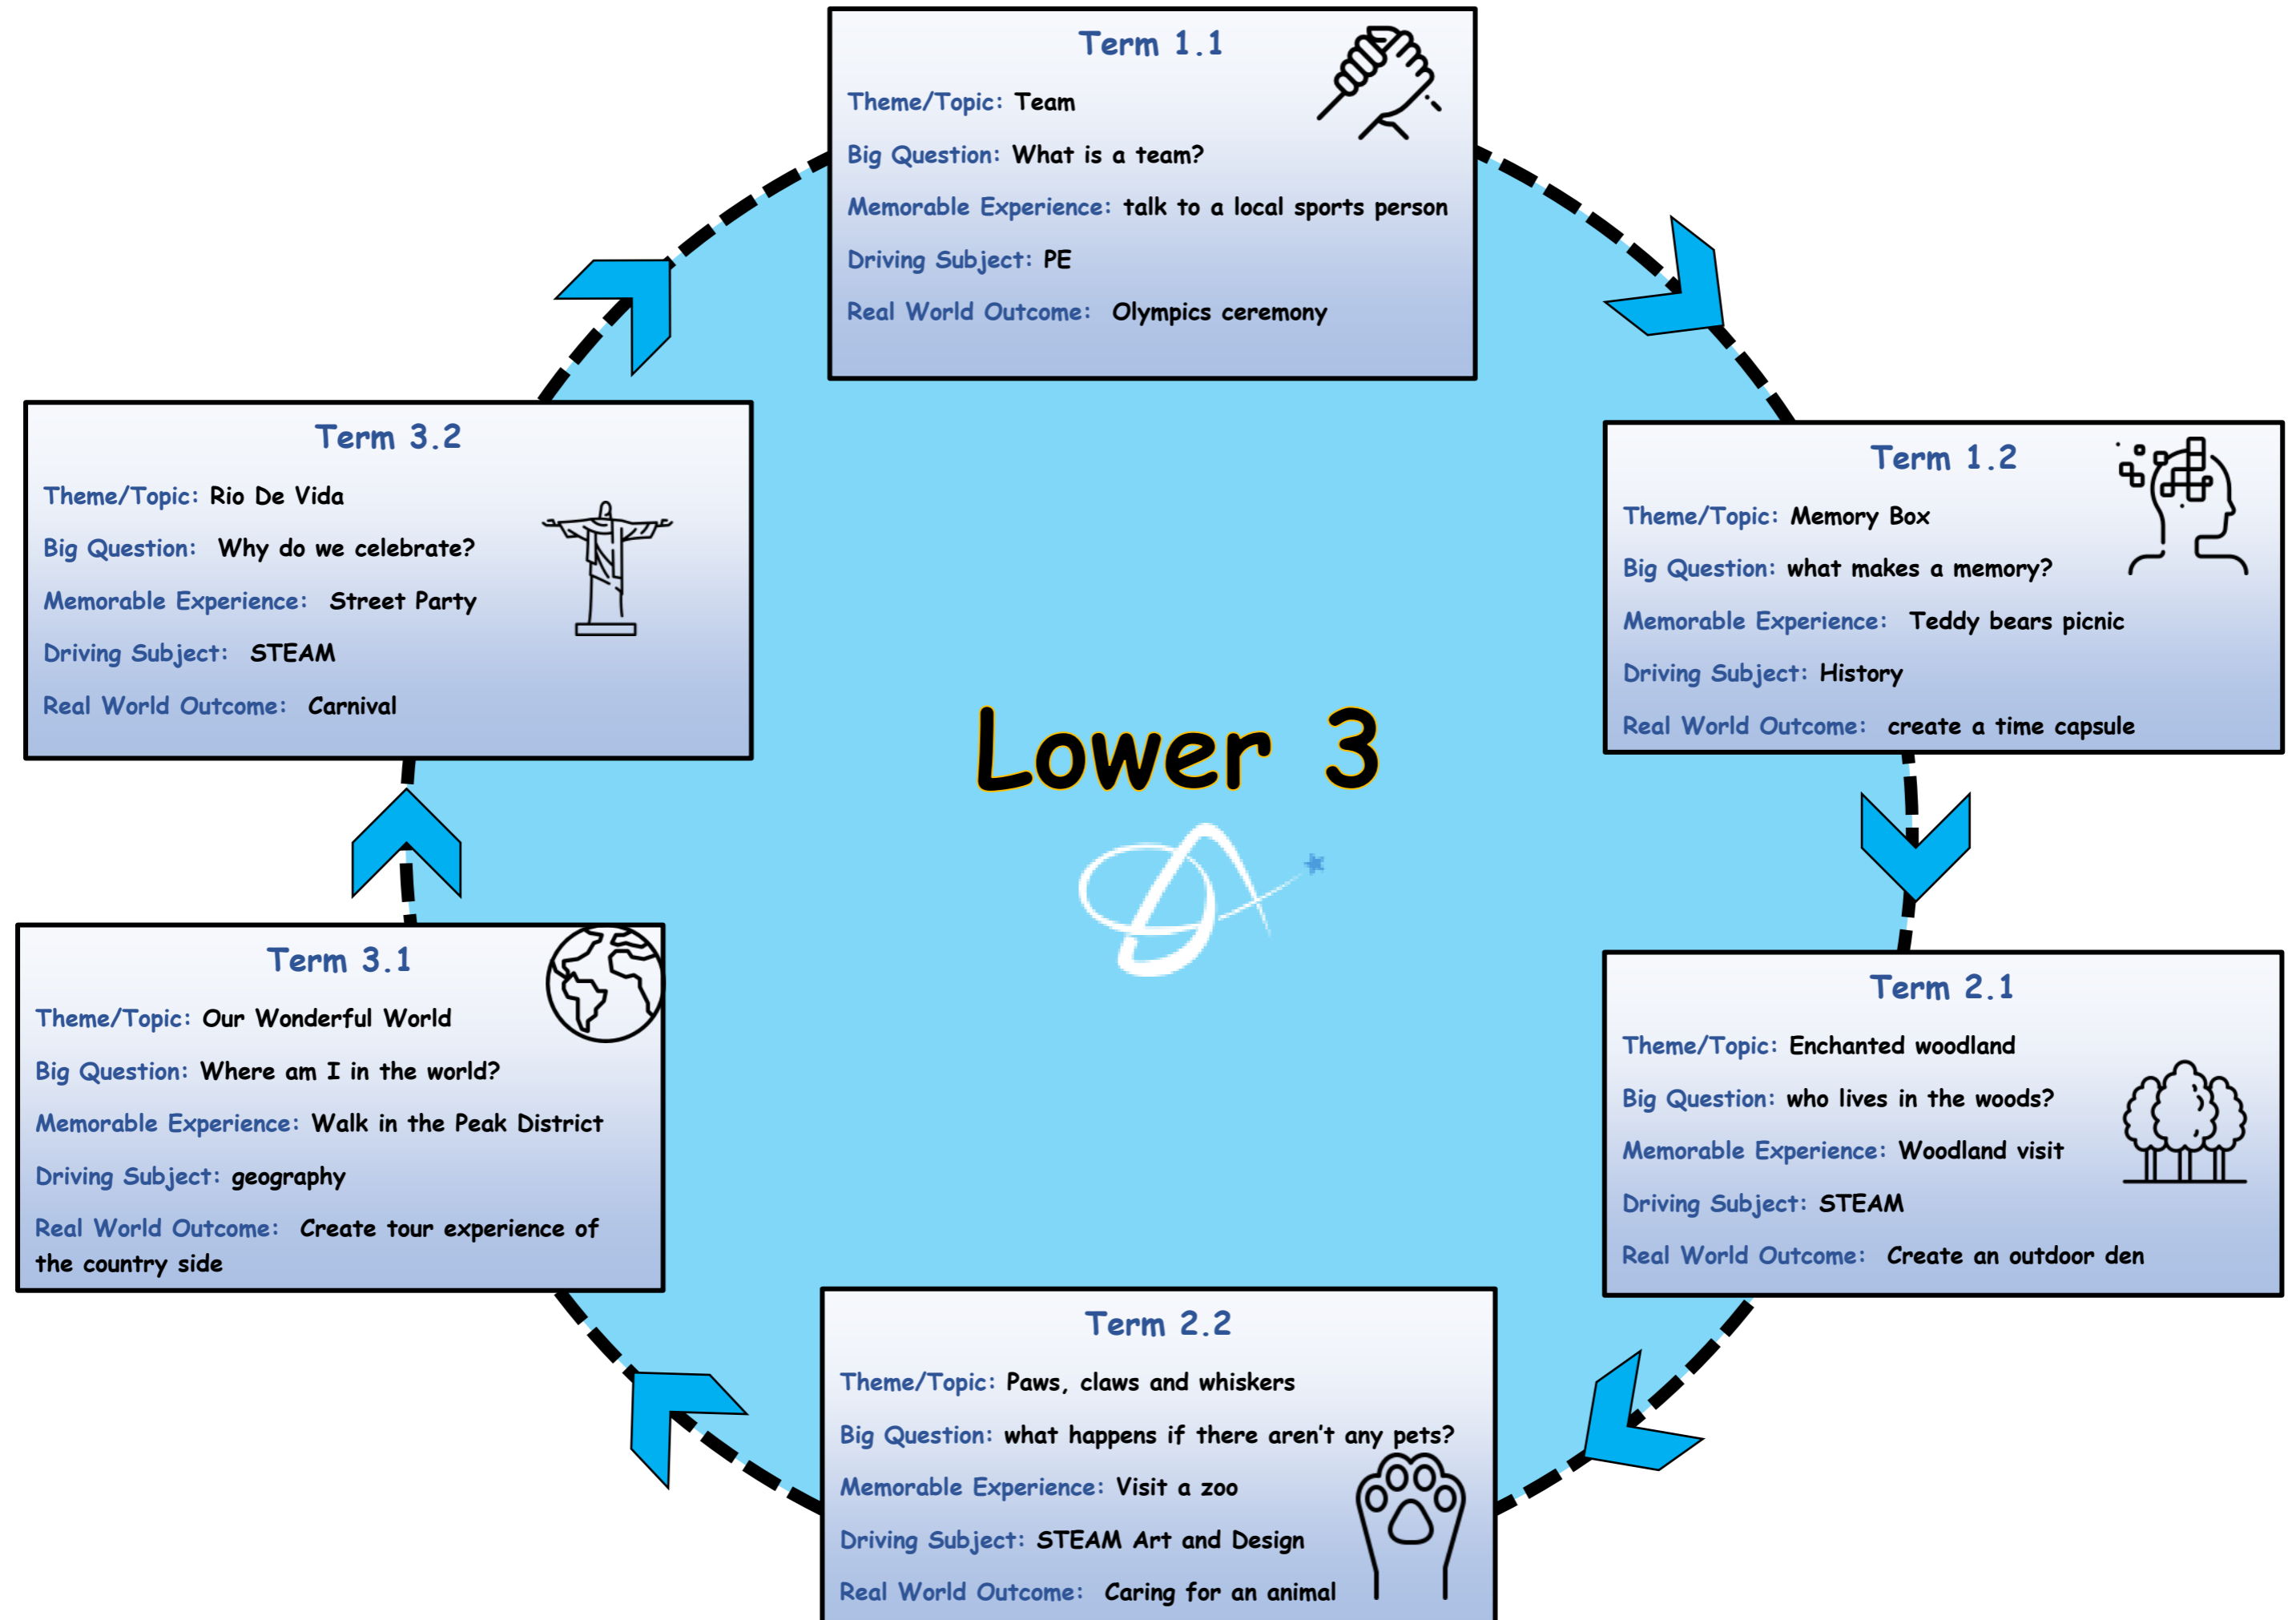 Term 1.1
Theme/Topic: Team
Big Question: What is a team?
Memorable Experience: talk to a local sports person
Driving Subject: PE
Real World Outcome: Olympics ceremony
Term 1.2
Theme/Topic: Memory Box
Big Question: what makes a memory?
Memorable Experience: Teddy bears picnic
Driving Subject: History
Real World Outcome: create a time capsule
Term 2.1
Theme/Topic: Enchanted woodland
Big Question: who lives in the woods?
Memorable Experience: Woodland visit
Driving Subject: STEAM
Real World Outcome: Create an outdoor den
Term 2.2
Theme/Topic: Paws, claws and whiskers
Big Question: what happens if there aren't any pets?
Memorable Experience: Visit a zoo
Driving Subject: STEAM Art and Design
Real World Outcome: Caring for an animal
Term 3.1
Theme/Topic: Our Wonderful World
Big Question: Where am I in the world?
Memorable Experience: Walk in the Peak District
Driving Subject: geography
Real World Outcome: Create tour experience of
the country side
Term 3.2
Theme/Topic: Rio De Vida
Big Question: Why do we celebrate?
Memorable Experience: Street Party
Driving Subject: STEAM
Real World Outcome: Carnival
Lower 3